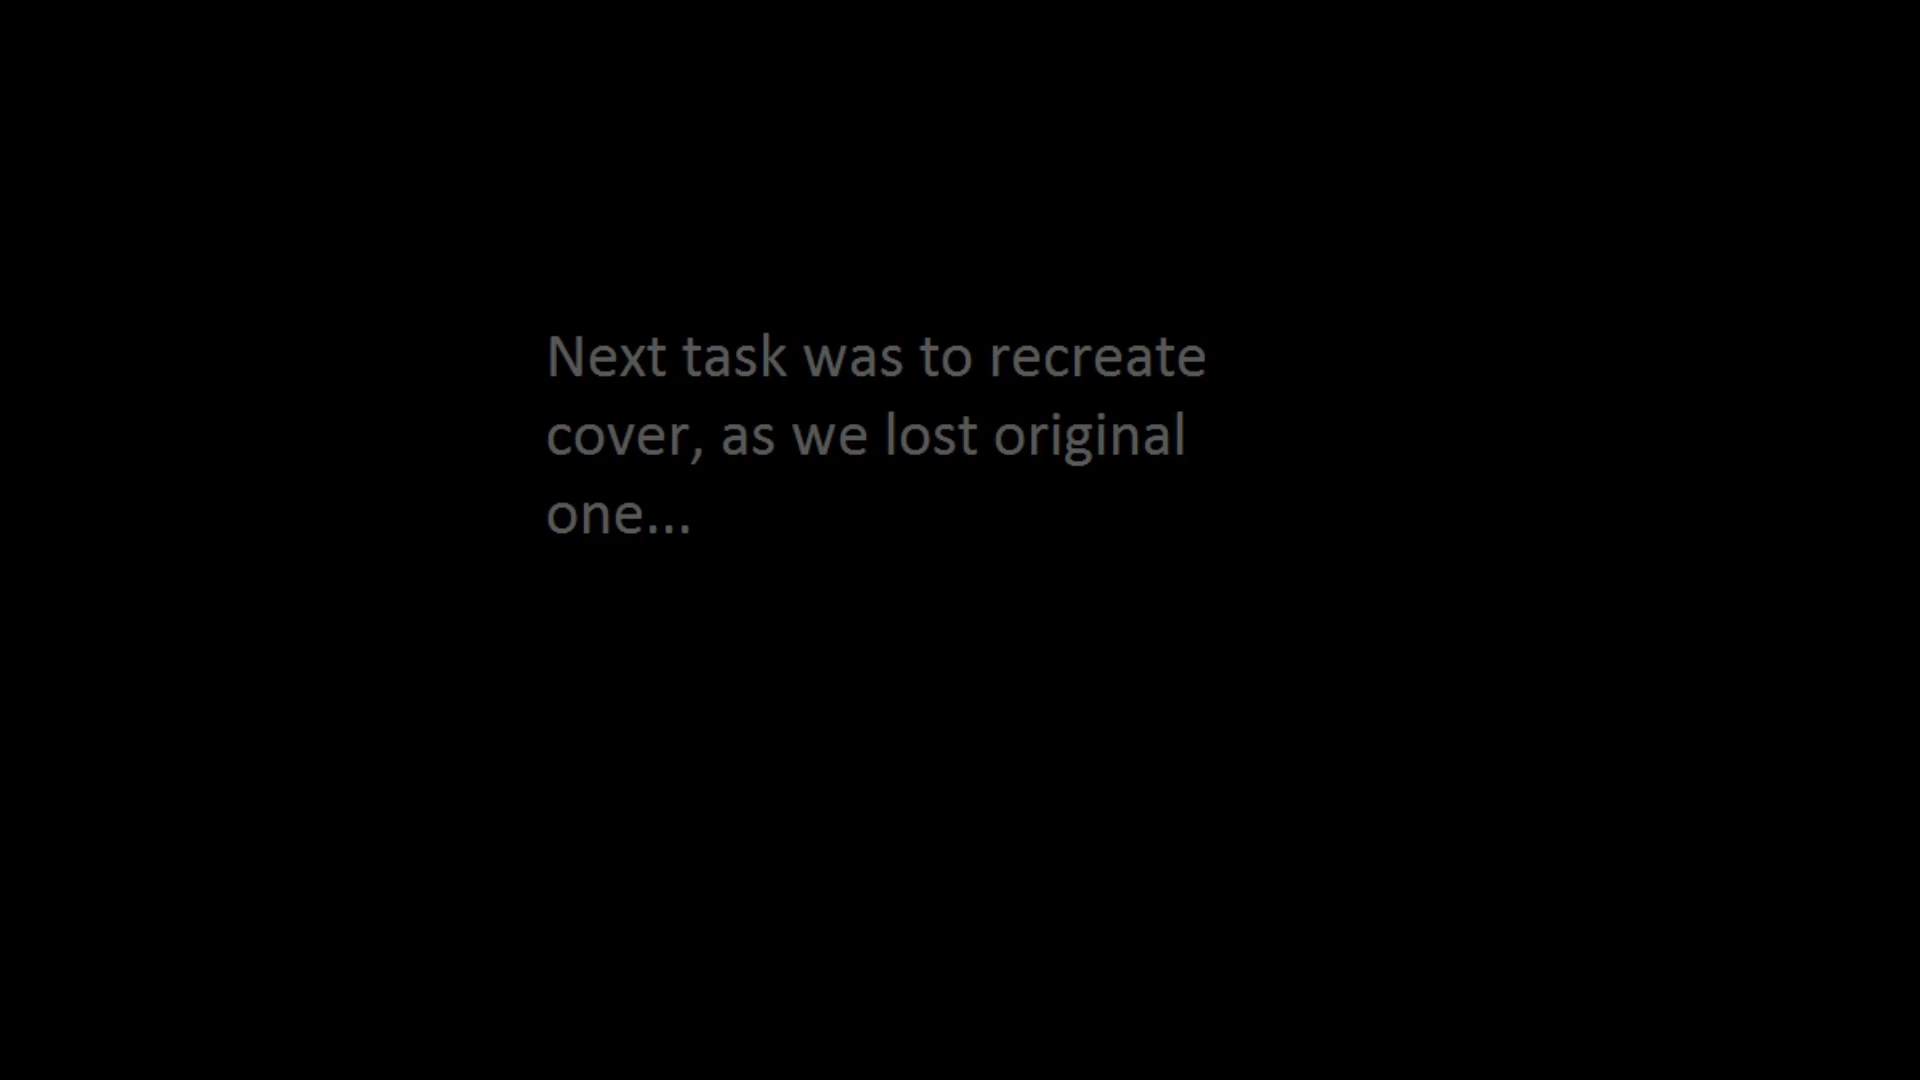 Next task was to recreate
cover, as we lost original
one...